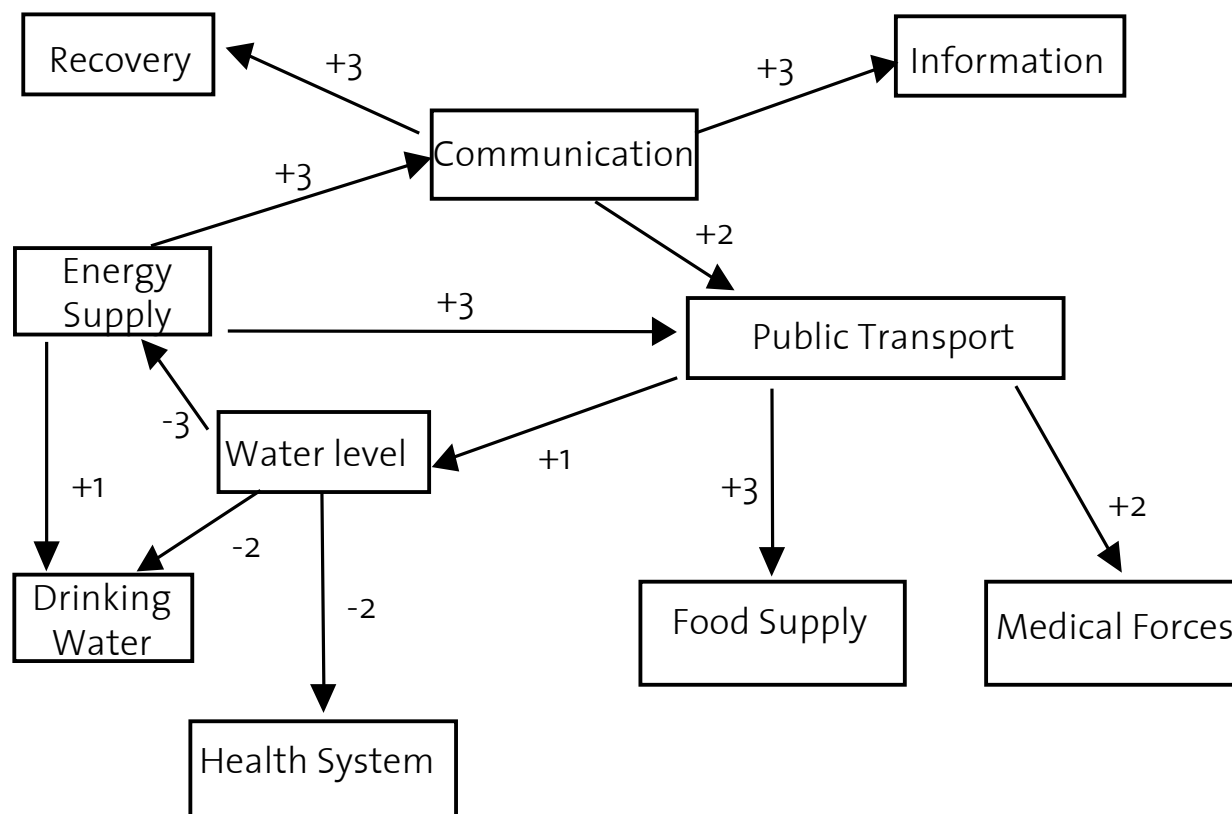 Recovery
+3
+3
Information
Communication
+3
+2
Energy
Supply
+3
Public Transport
-3
Water level
+1
+1
+3
+2
-2
Drinking
Water
-2
Food Supply
Medical Forces
Health System